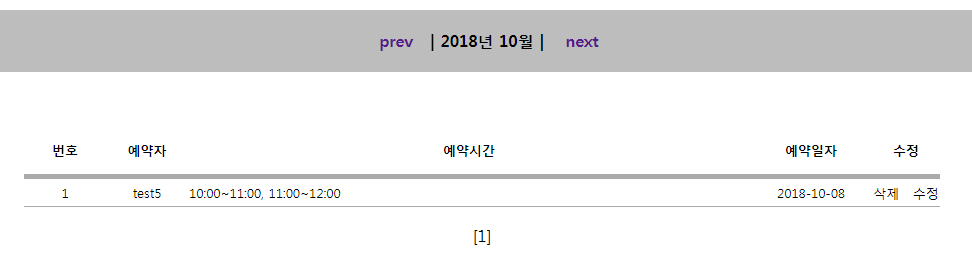 prev | 2018년 10월 | next
번호 예약자 예약시간 예약일자 수정
1 test5 10:00~11:00, 11:00~12:00 2018-10-08 삭제 수정
[1]